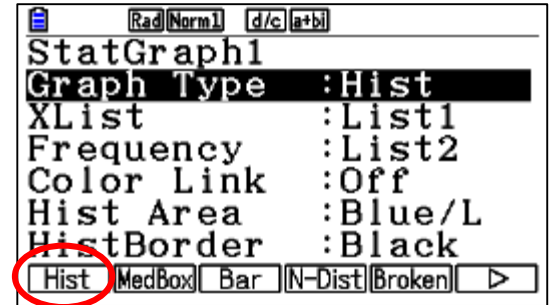 Rad Norm1 d/c a+bi
StatGraph1
Graph Type :Hist
XList :List1
Frequency :List2
Color Link :Off
Hist Area :Blue/L
HistBorder :Black
Hist MedBox Bar N-Dist Broken ▷